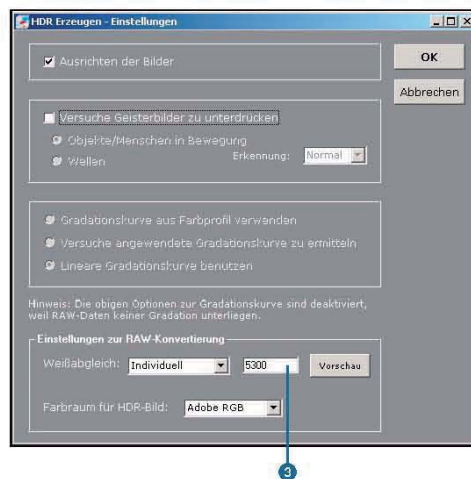 HDR Erzeugen - Einstellungen
Ausrichten der Bilder
OK
Abbrechen
Versuche Geisterbilder zu unterdrücken
Objekte/Menschen in Bewegung
Wellen
Erkennung: Normal
Gradationskurve aus Farbprofil verwenden
Versuche angewendete Gradationskurve zu ermitteln
Lineare Gradationskurve benutzen
Hinweis: Die obigen Optionen zur Gradationskurve sind deaktiviert,
weil RAW-Daten keiner Gradation unterliegen.
Einstellungen zur RAW-Konvertierung
Weißabgleich: Individuell 5300 Vorschau
Farbraum für HDR-Bild: Adobe RGB
3